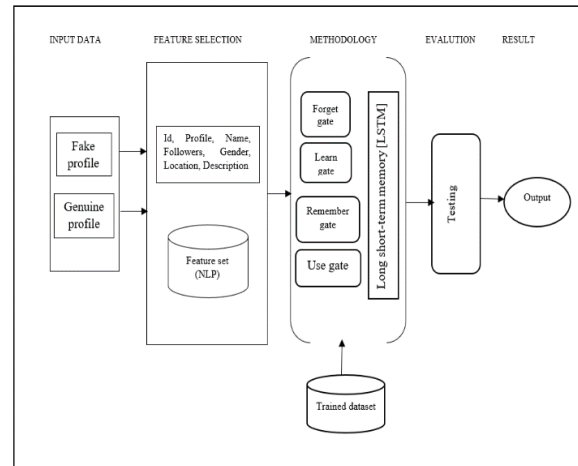 INPUT DATA FEATURE SELECTION METHODOLOGY EVALUTION RESULT
Fake
profile
Genuine
profile
Id, Profile, Name,
Followers, Gender,
Location, Description
Feature set
(NLP)
Forget
gate
Learn
gate
Remember
gate
Use gate
Long short-term memory [LSTM]
Testing
Output
Trained dataset